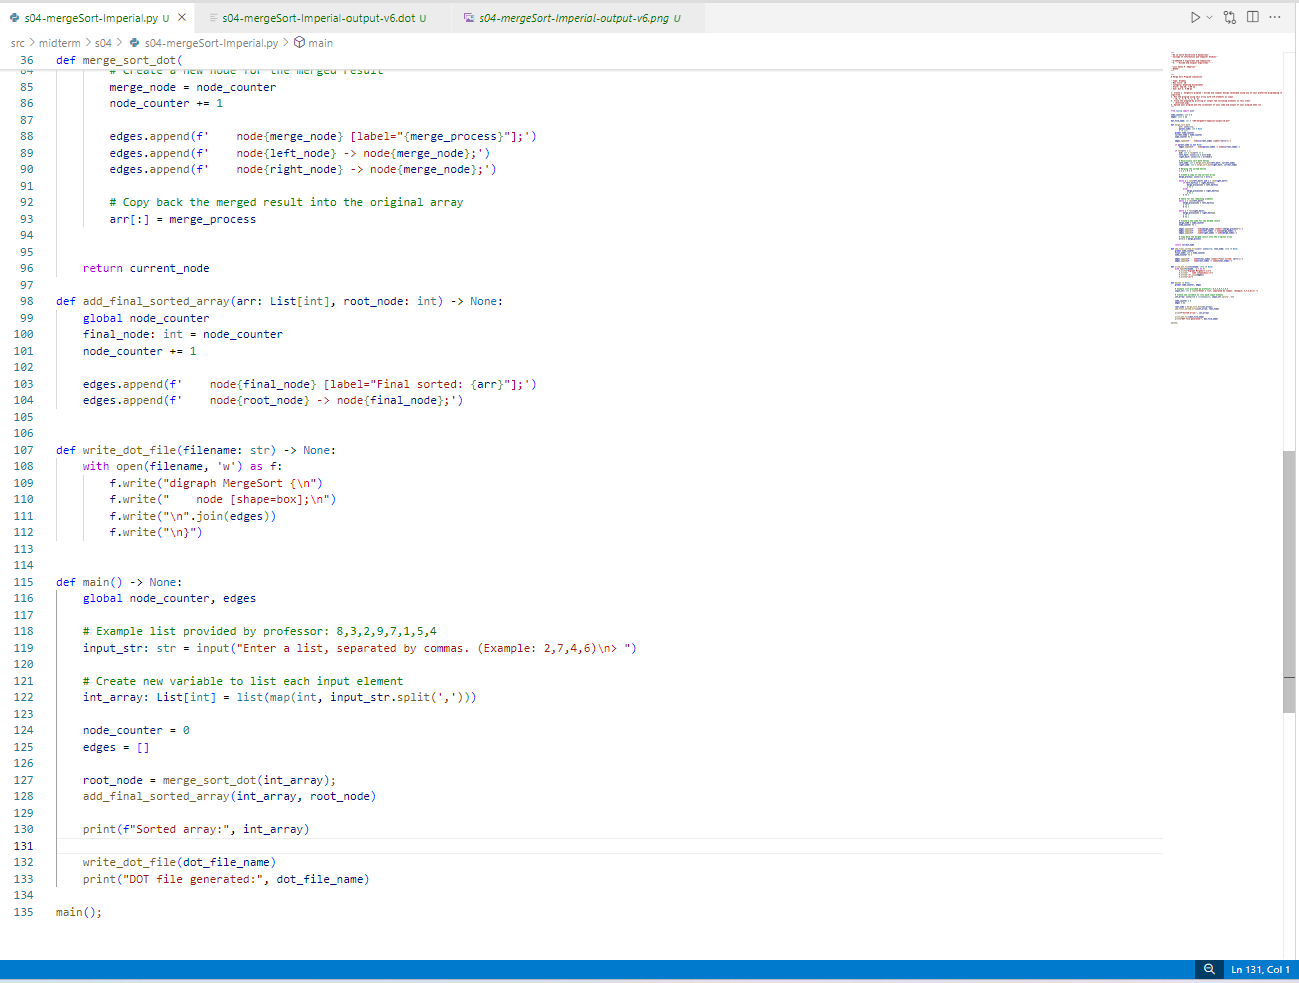 s04-mergeSort-Imperial.py U
s04-mergeSort-Imperial-output-v6.dot U
s04-mergeSort-Imperial-output-v6.png U
src > midterm > s04 > s04-mergeSort-Imperial.py > main
36 def merge_sort_dot(
84 # Create a new node for the merged result
85 merge_node = node_counter
86 node_counter += 1
87
88 edges.append(f'    node{merge_node} [label="{merge_process}"];')
89 edges.append(f'    node{left_node} -> node{merge_node};')
90 edges.append(f'    node{right_node} -> node{merge_node};')
91
92 # Copy back the merged result into the original array
93 arr[:] = merge_process
94
95
96 return current_node
97
98 def add_final_sorted_array(arr: List[int], root_node: int) -> None:
99 global node_counter
100 final_node: int = node_counter
101 node_counter += 1
102
103 edges.append(f'    node{final_node} [label="Final sorted: {arr}"];')
104 edges.append(f'    node{root_node} -> node{final_node};')
105
106
107 def write_dot_file(filename: str) -> None:
108 with open(filename, 'w') as f:
109 f.write("digraph MergeSort {\n")
110 f.write("    node [shape=box];\n")
111 f.write("\n".join(edges))
112 f.write("\n}")
113
114
115 def main() -> None:
116 global node_counter, edges
117
118 # Example list provided by professor: 8,3,2,9,7,1,5,4
119 input_str: str = input("Enter a list, separated by commas. (Example: 2,7,4,6)\n> ")
120
121 # Create new variable to list each input element
122 int_array: List[int] = list(map(int, input_str.split(',')))
123
124 node_counter = 0
125 edges = []
126
127 root_node = merge_sort_dot(int_array);
128 add_final_sorted_array(int_array, root_node)
129
130 print(f"Sorted array:", int_array)
131
132 write_dot_file(dot_file_name)
133 print("DOT file generated:", dot_file_name)
134
135 main();
Ln 131, Col 1